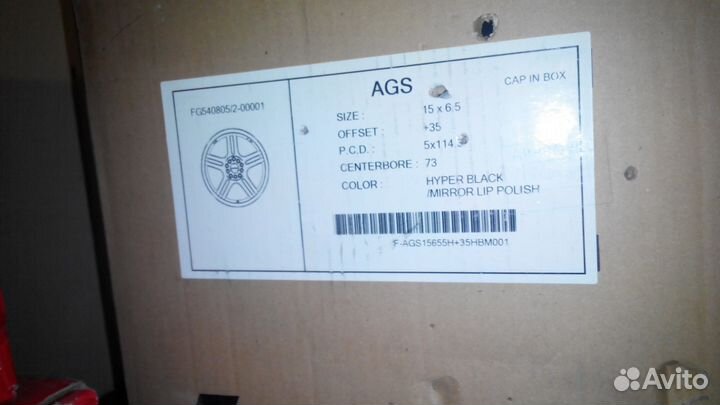 AGS
CAP IN BOX
FG540805/2-00001
SIZE : 15 x 6.5
OFFSET : +35
P.C.D. : 5x114.3
CENTERBORE : 73
COLOR : HYPER BLACK
/MIRROR LIP POLISH
F-AGS15655H+35HBM001
Avito